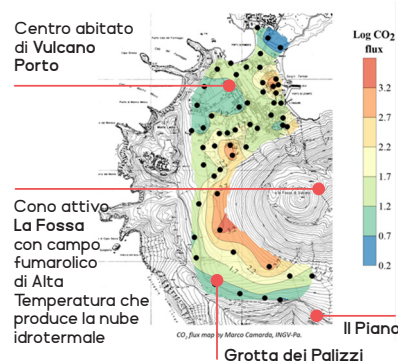 Centro abitato
di Vulcano
Porto
Log CO2
flux
3.2
2.7
2.2
1.7
1.2
0.7
0.2
Cono attivo
La Fossa
con campo
fumarolico
di Alta
Temperatura che
produce la nube
idrotermale
CO2 flux map by Marco Camarda, INGV-Pa.
Il Piano
Grotta dei Palizzi